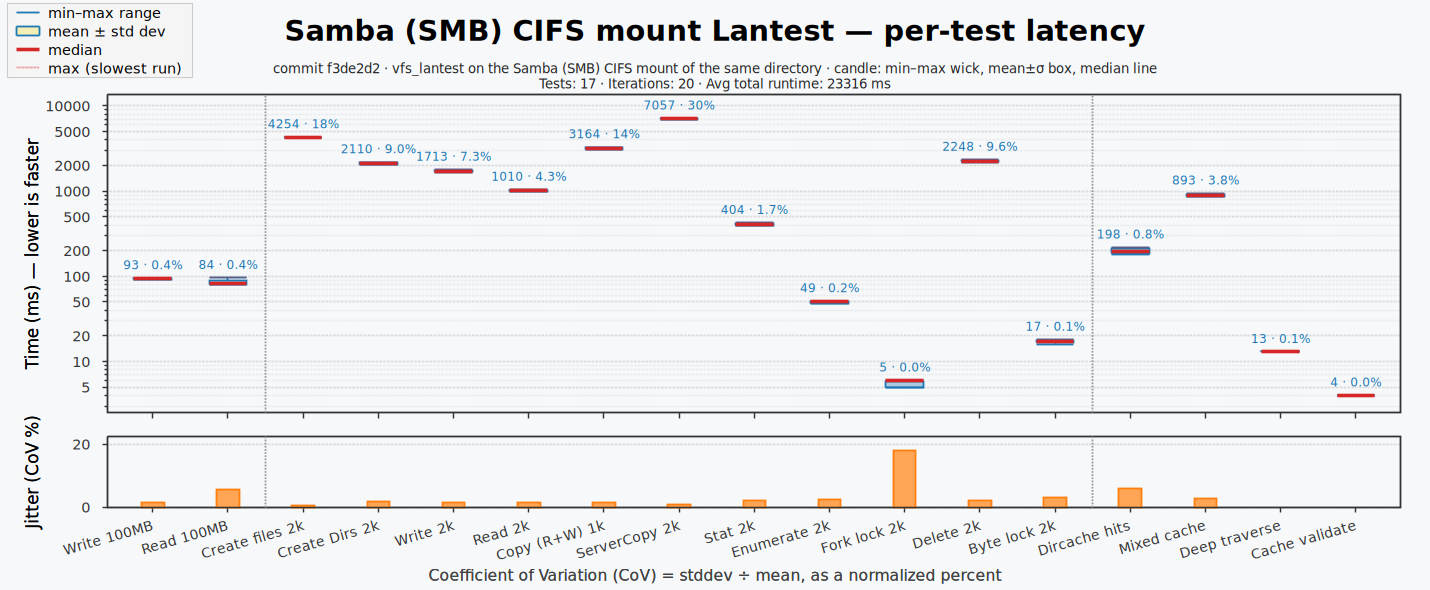 min–max range
mean ± std dev
median
max (slowest run)
Samba (SMB) CIFS mount Lantest — per-test latency
commit f3de2d2 · vfs_lantest on the Samba (SMB) CIFS mount of the same directory · candle: min–max wick, mean±σ box, median line
Tests: 17 · Iterations: 20 · Avg total runtime: 23316 ms
Time (ms) — lower is faster
10000
5000
2000
1000
500
200
100
50
20
10
5
93 · 0.4%
84 · 0.4%
4254 · 18%
2110 · 9.0%
1713 · 7.3%
1010 · 4.3%
3164 · 14%
7057 · 30%
404 · 1.7%
49 · 0.2%
5 · 0.0%
2248 · 9.6%
17 · 0.1%
198 · 0.8%
893 · 3.8%
13 · 0.1%
4 · 0.0%
Jitter (CoV %)
20
0
Write 100MB
Read 100MB
Create files 2k
Create Dirs 2k
Write 2k
Read 2k
Copy (R+W) 1k
ServerCopy 2k
Stat 2k
Enumerate 2k
Fork lock 2k
Delete 2k
Byte lock 2k
Dircache hits
Mixed cache
Deep traverse
Cache validate
Coefficient of Variation (CoV) = stddev ÷ mean, as a normalized percent